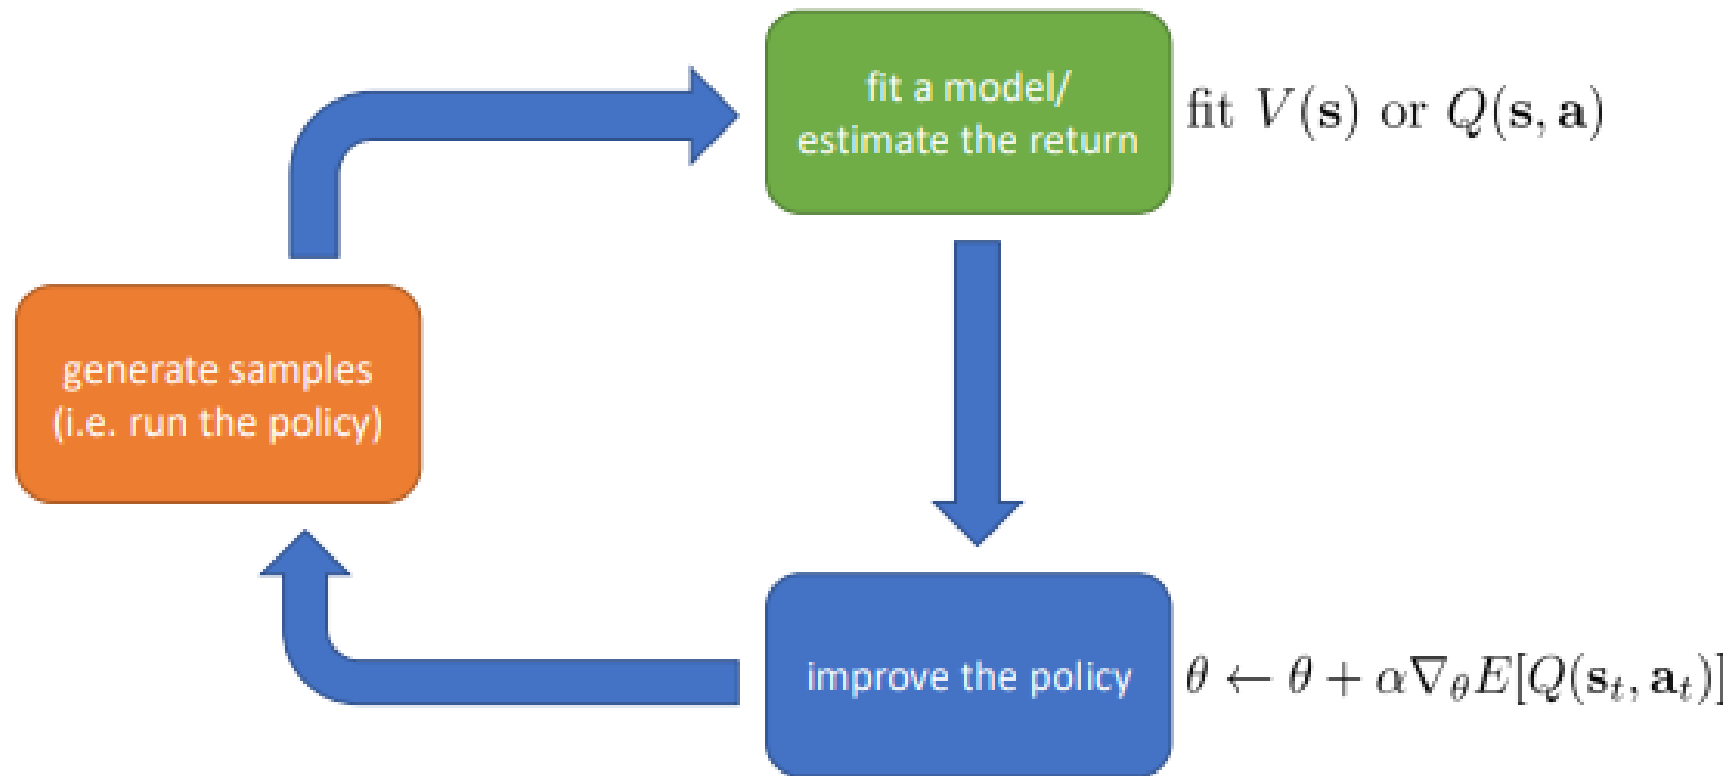 fit a model/
estimate the return
fit V(s) or Q(s, a)
generate samples
(i.e. run the policy)
improve the policy
θ ← θ + α∇θE[Q(sₜ, aₜ)]